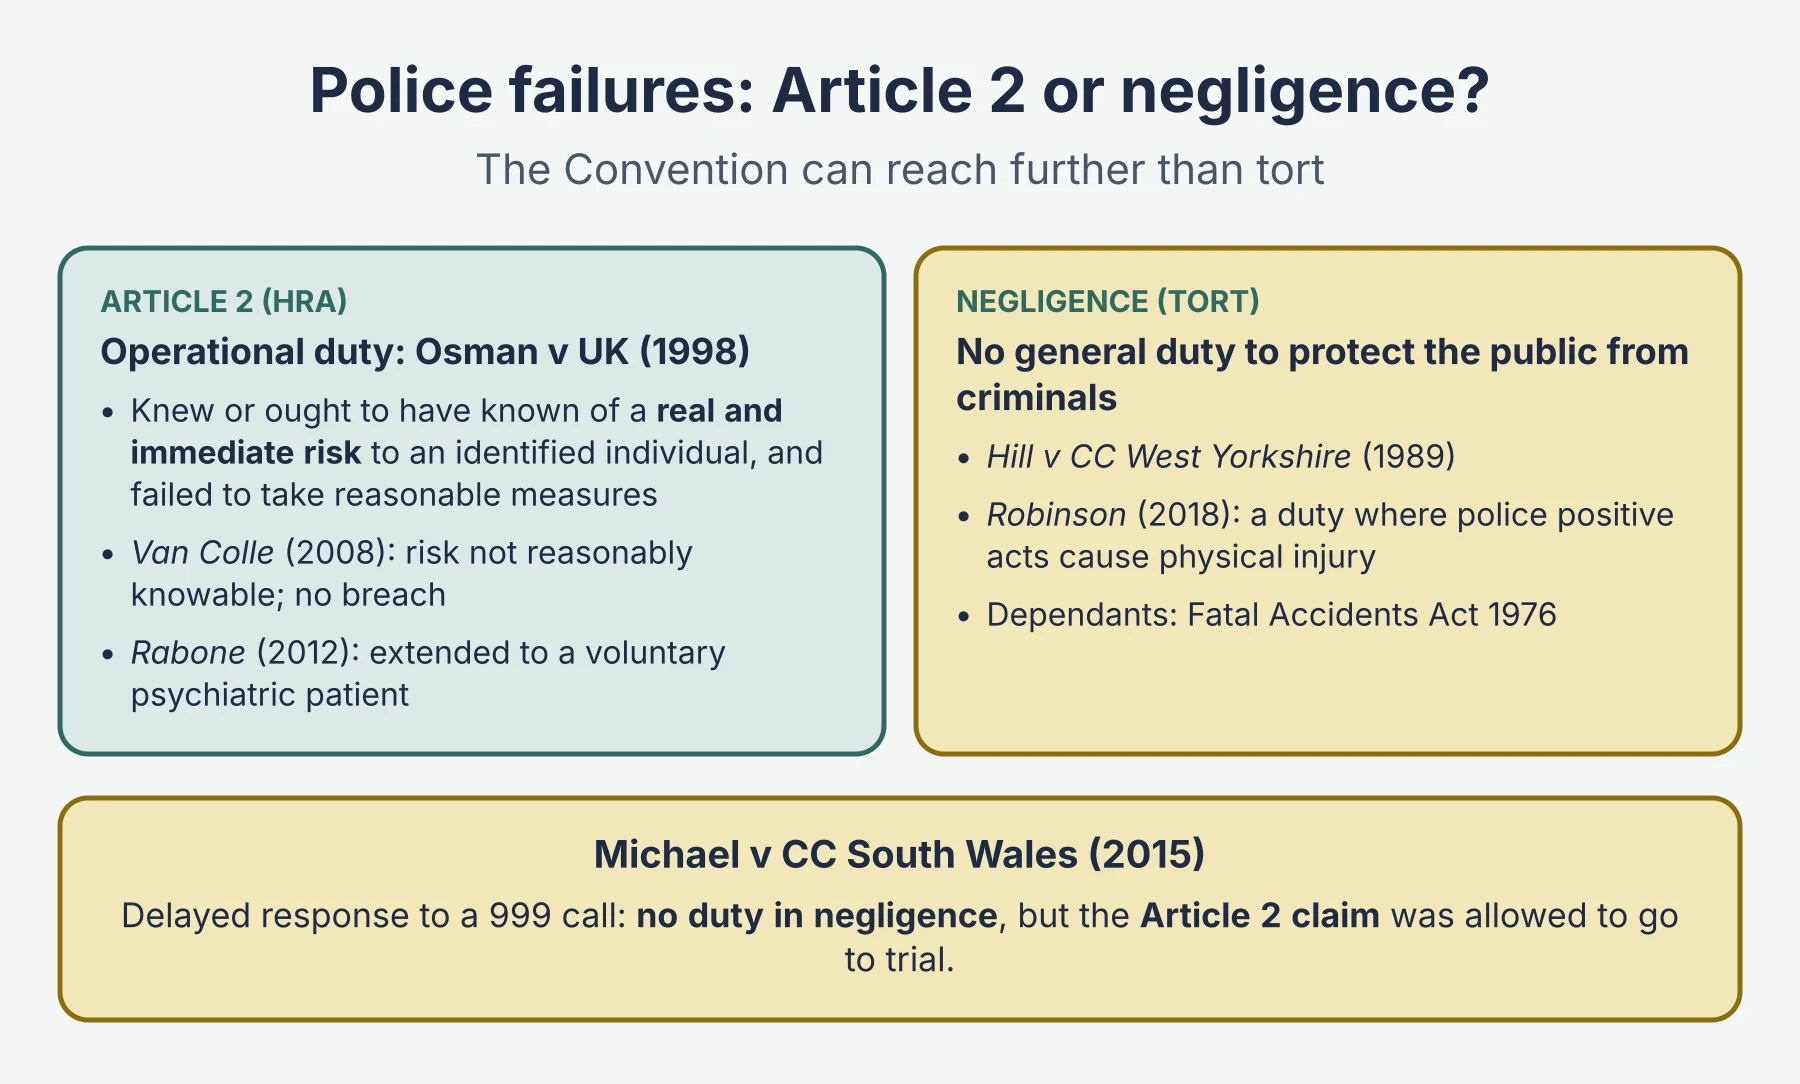 Police failures: Article 2 or negligence?
The Convention can reach further than tort
ARTICLE 2 (HRA)
Operational duty: Osman v UK (1998)
• Knew or ought to have known of a real and
immediate risk to an identified individual, and
failed to take reasonable measures
• Van Colle (2008): risk not reasonably
knowable; no breach
• Rabone (2012): extended to a voluntary
psychiatric patient
NEGLIGENCE (TORT)
No general duty to protect the public from
criminals
• Hill v CC West Yorkshire (1989)
• Robinson (2018): a duty where police positive
acts cause physical injury
• Dependants: Fatal Accidents Act 1976
Michael v CC South Wales (2015)
Delayed response to a 999 call: no duty in negligence, but the Article 2 claim was allowed to go
to trial.